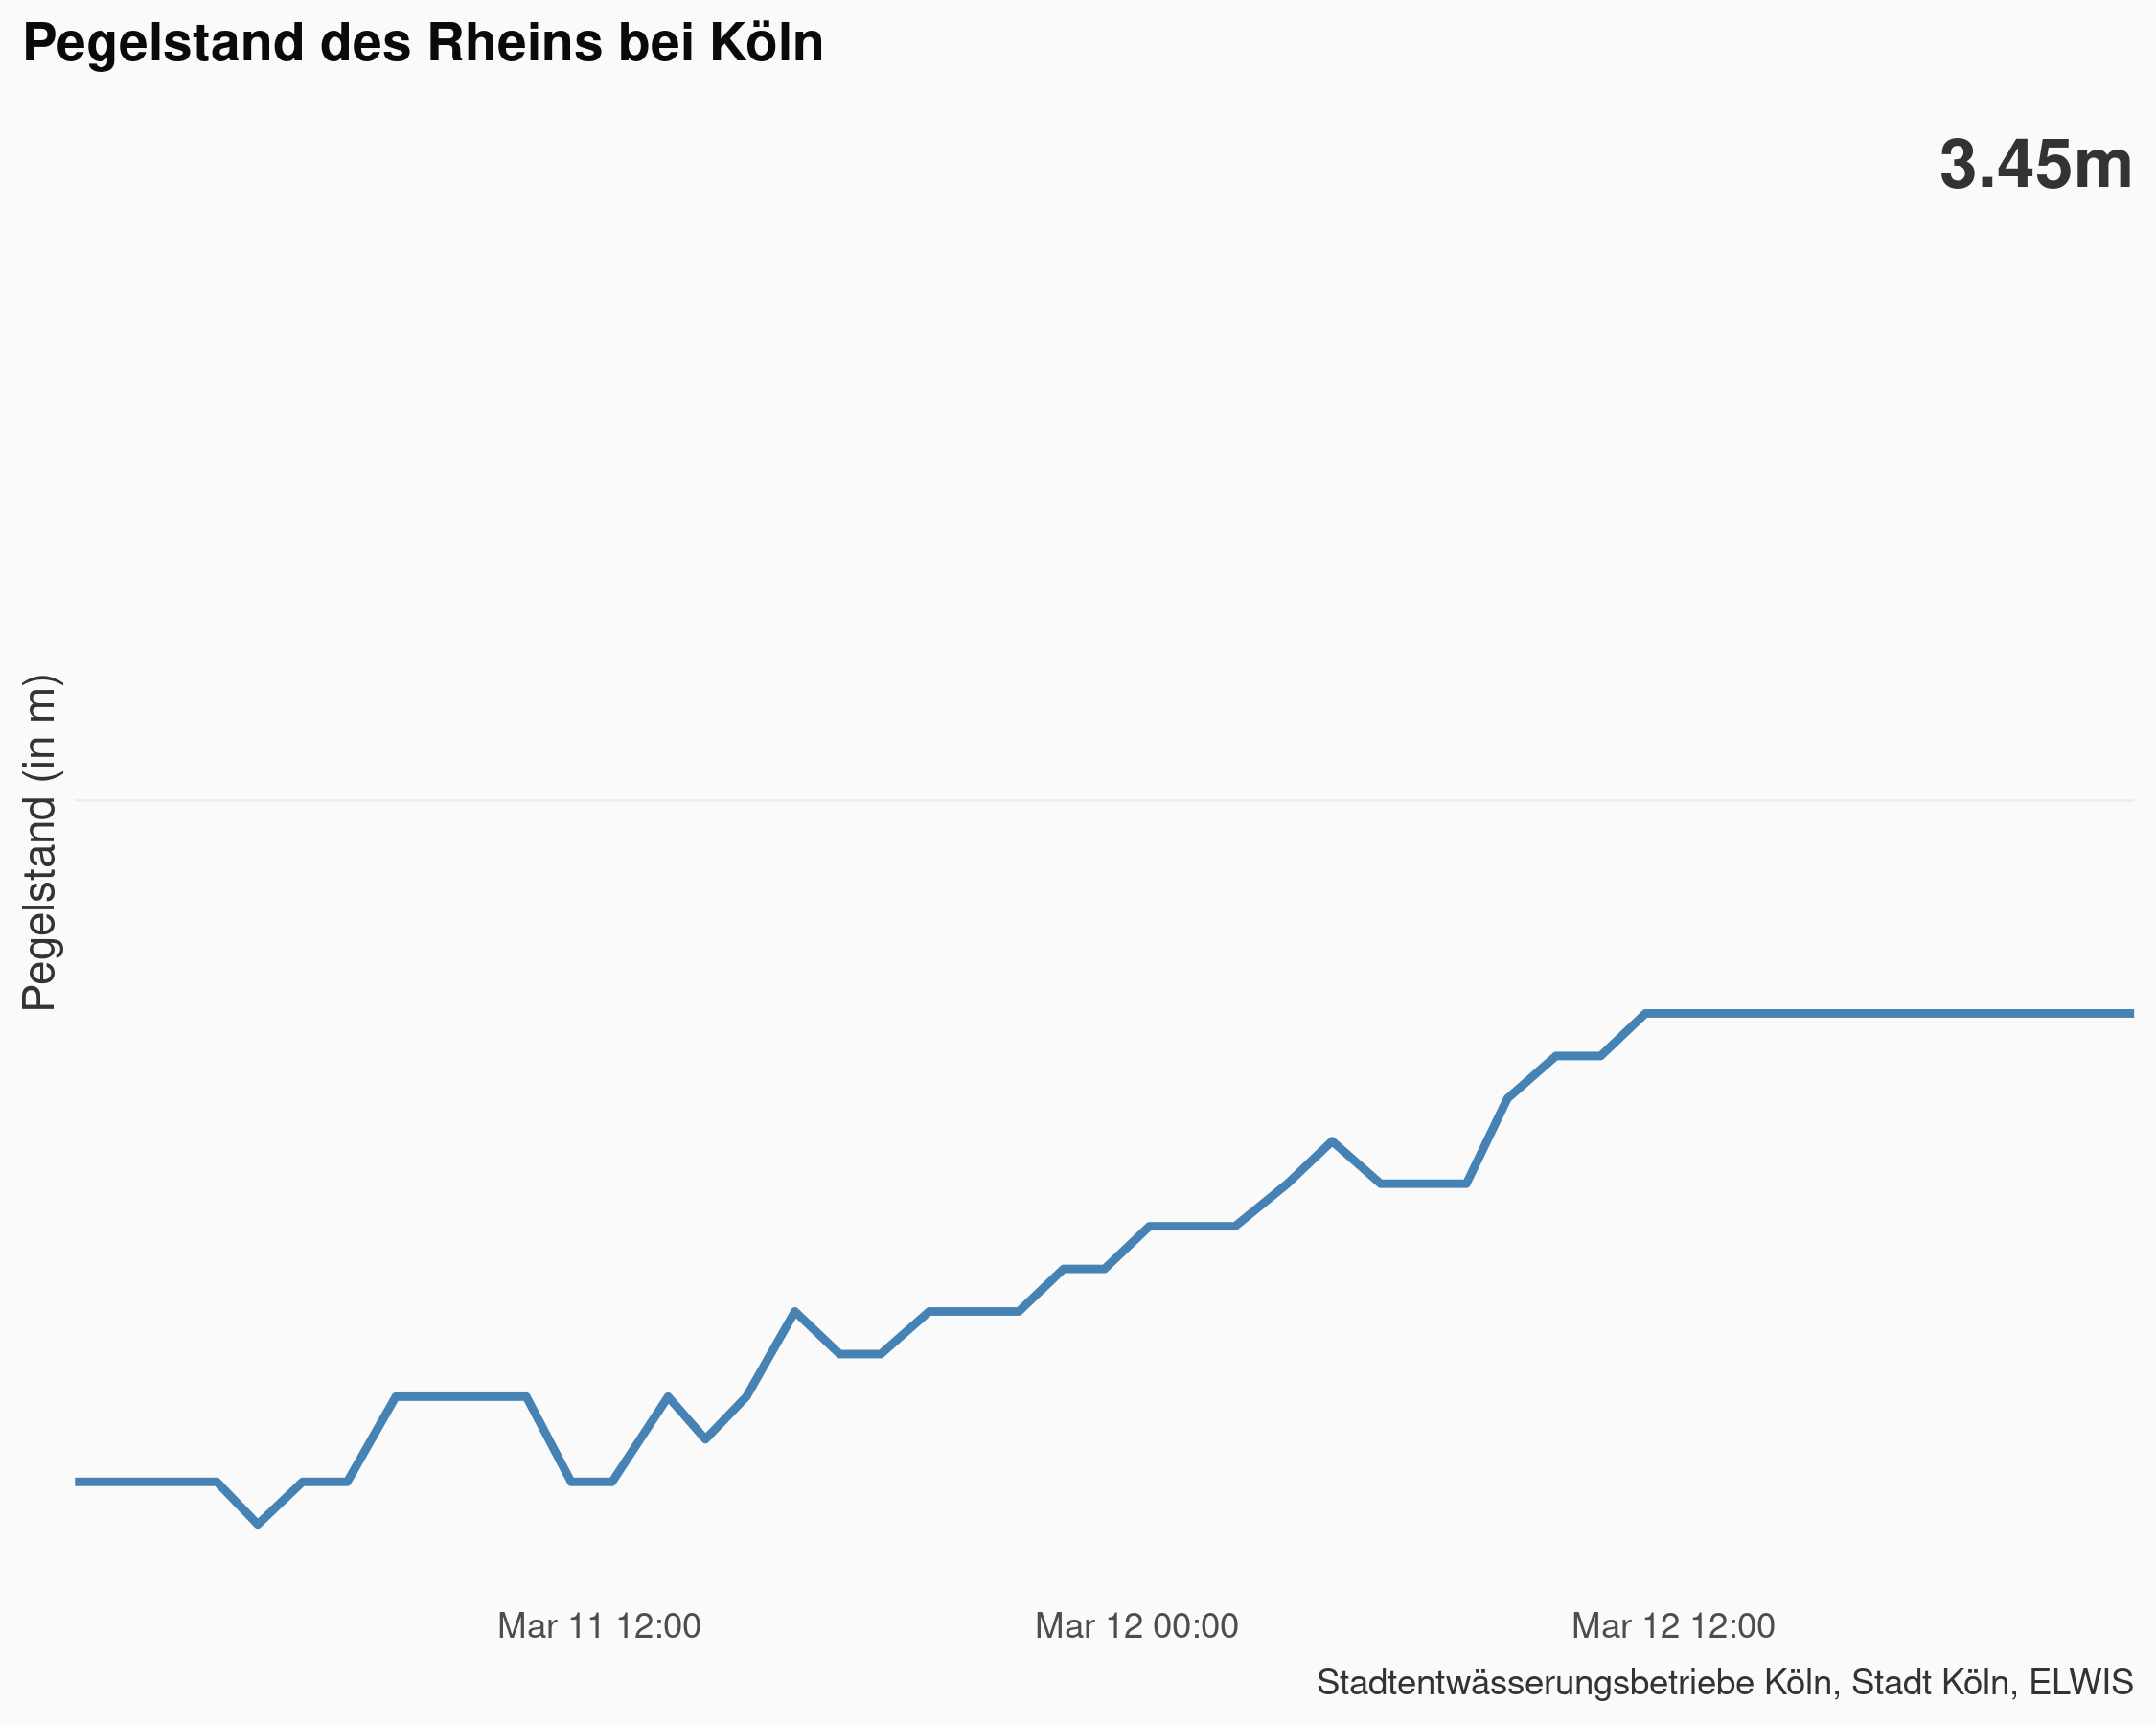 Pegelstand des Rheins bei Köln
3.45m
Pegelstand (in m)
Mar 11 12:00
Mar 12 00:00
Mar 12 12:00
Stadtentwässerungsbetriebe Köln, Stadt Köln, ELWIS